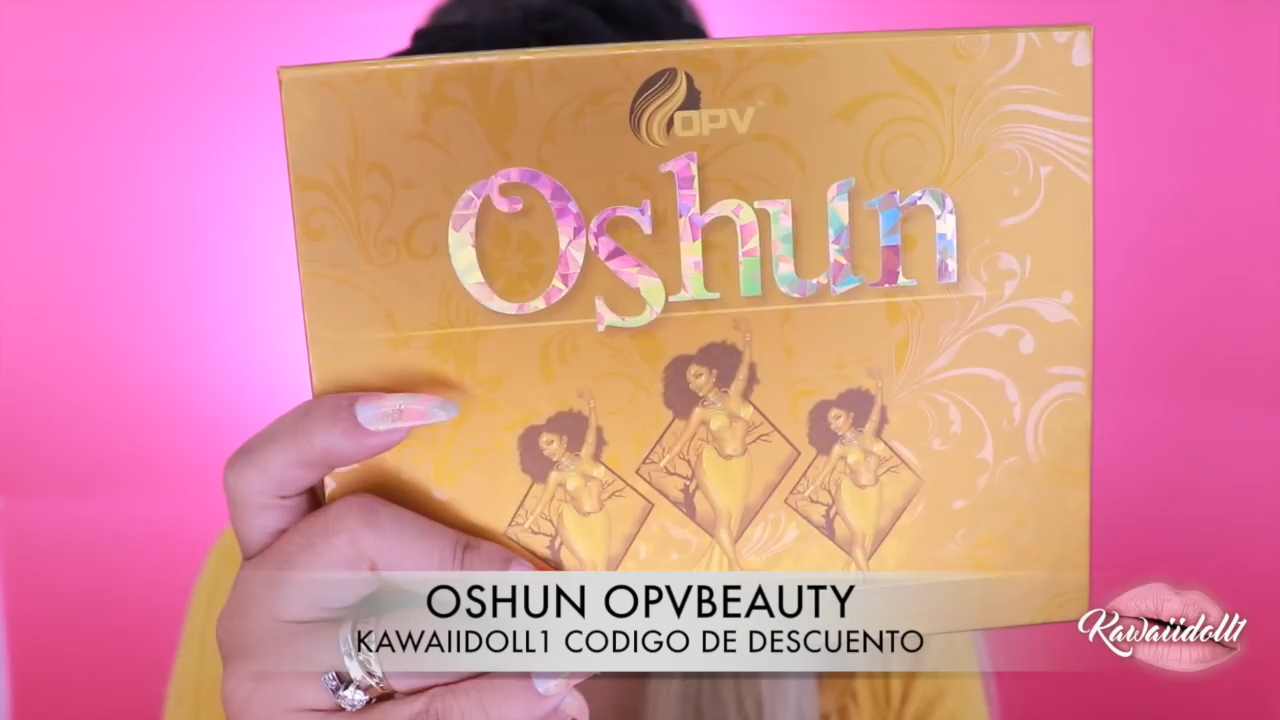 OPV
Oshun
OSHUN OPVBEAUTY
KAWAIIDOLL1 CODIGO DE DESCUENTO
Kawaiidoll1